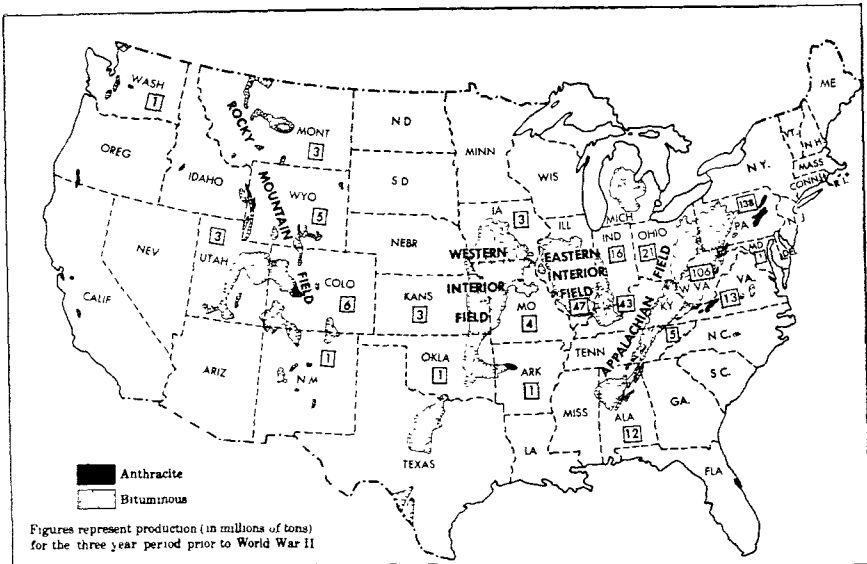 WASH
1
OREG
CALIF
NEV
IDAHO
MONT
3
ROCKY
MOUNTAIN
FIELD
WYO
5
3
UTAH
COLO
6
ARIZ
N M
1
N D
S D
NEBR
KANS
3
OKLA
1
TEXAS
MINN
IA
3
WESTERN
INTERIOR
FIELD
MO
4
ARK
1
LA
WIS
ILL
EASTERN
INTERIOR
FIELD
47
MICH
IND
16
OHIO
21
43
KY
TENN
5
MISS
ALA
12
APPALACHIAN
FIELD
GA.
FLA
S C.
N C.
VA.
13
W VA
106
MD
1
PA
138
N.Y.
N J
CONN
R I.
MASS
VT.
N H.
ME
Anthracite
Bituminous
Figures represent production (in millions of tons)
for the three year period prior to World War II